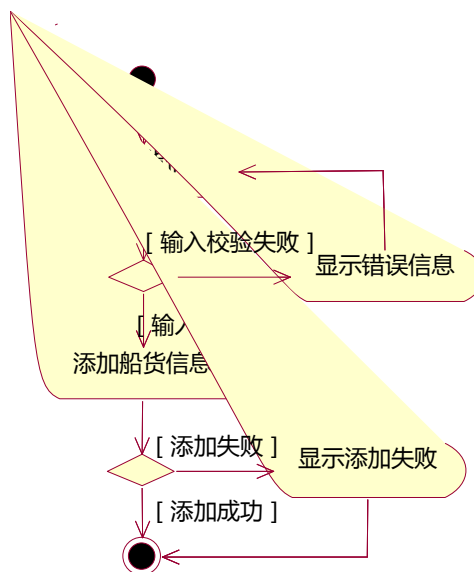 [ 输入校验失败 ]
显示错误信息
[ 输入
添加船货信息
[ 添加失败 ]
显示添加失败
[ 添加成功 ]